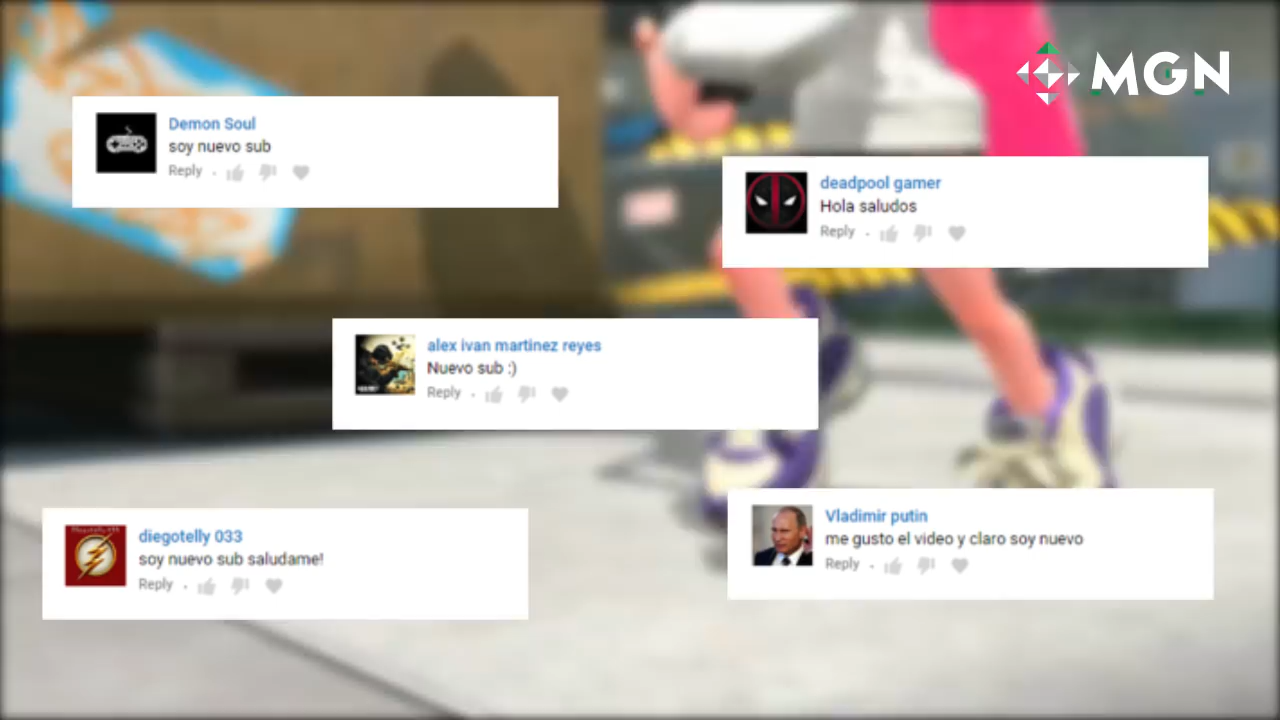 MGN
Demon Soul
soy nuevo sub
Reply
deadpool gamer
Hola saludos
Reply
alex ivan martinez reyes
Nuevo sub :)
Reply
diegotelly 033
soy nuevo sub saludame!
Reply
Vladimir putin
me gusto el video y claro soy nuevo
Reply